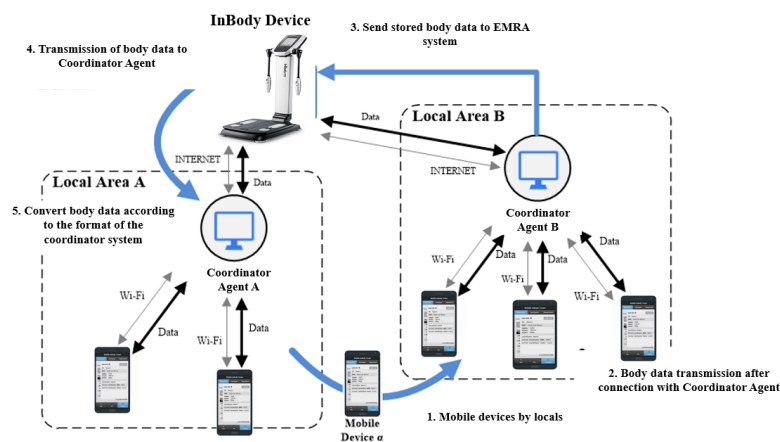 InBody Device
3. Send stored body data to EMRA
system
4. Transmission of body data to
Coordinator Agent
Data
Local Area B
INTERNET
INTERNET
Data
Local Area A
5. Convert body data according
to the format of the
coordinator system
Coordinator
Agent B
Coordinator
Agent A
Wi-Fi
Data
Wi-Fi
Data
Data
Wi-Fi
Wi-Fi
Data
Wi-Fi
Data
2. Body data transmission after
connection with Coordinator Agent
1. Mobile devices by locals
Mobile
Device α